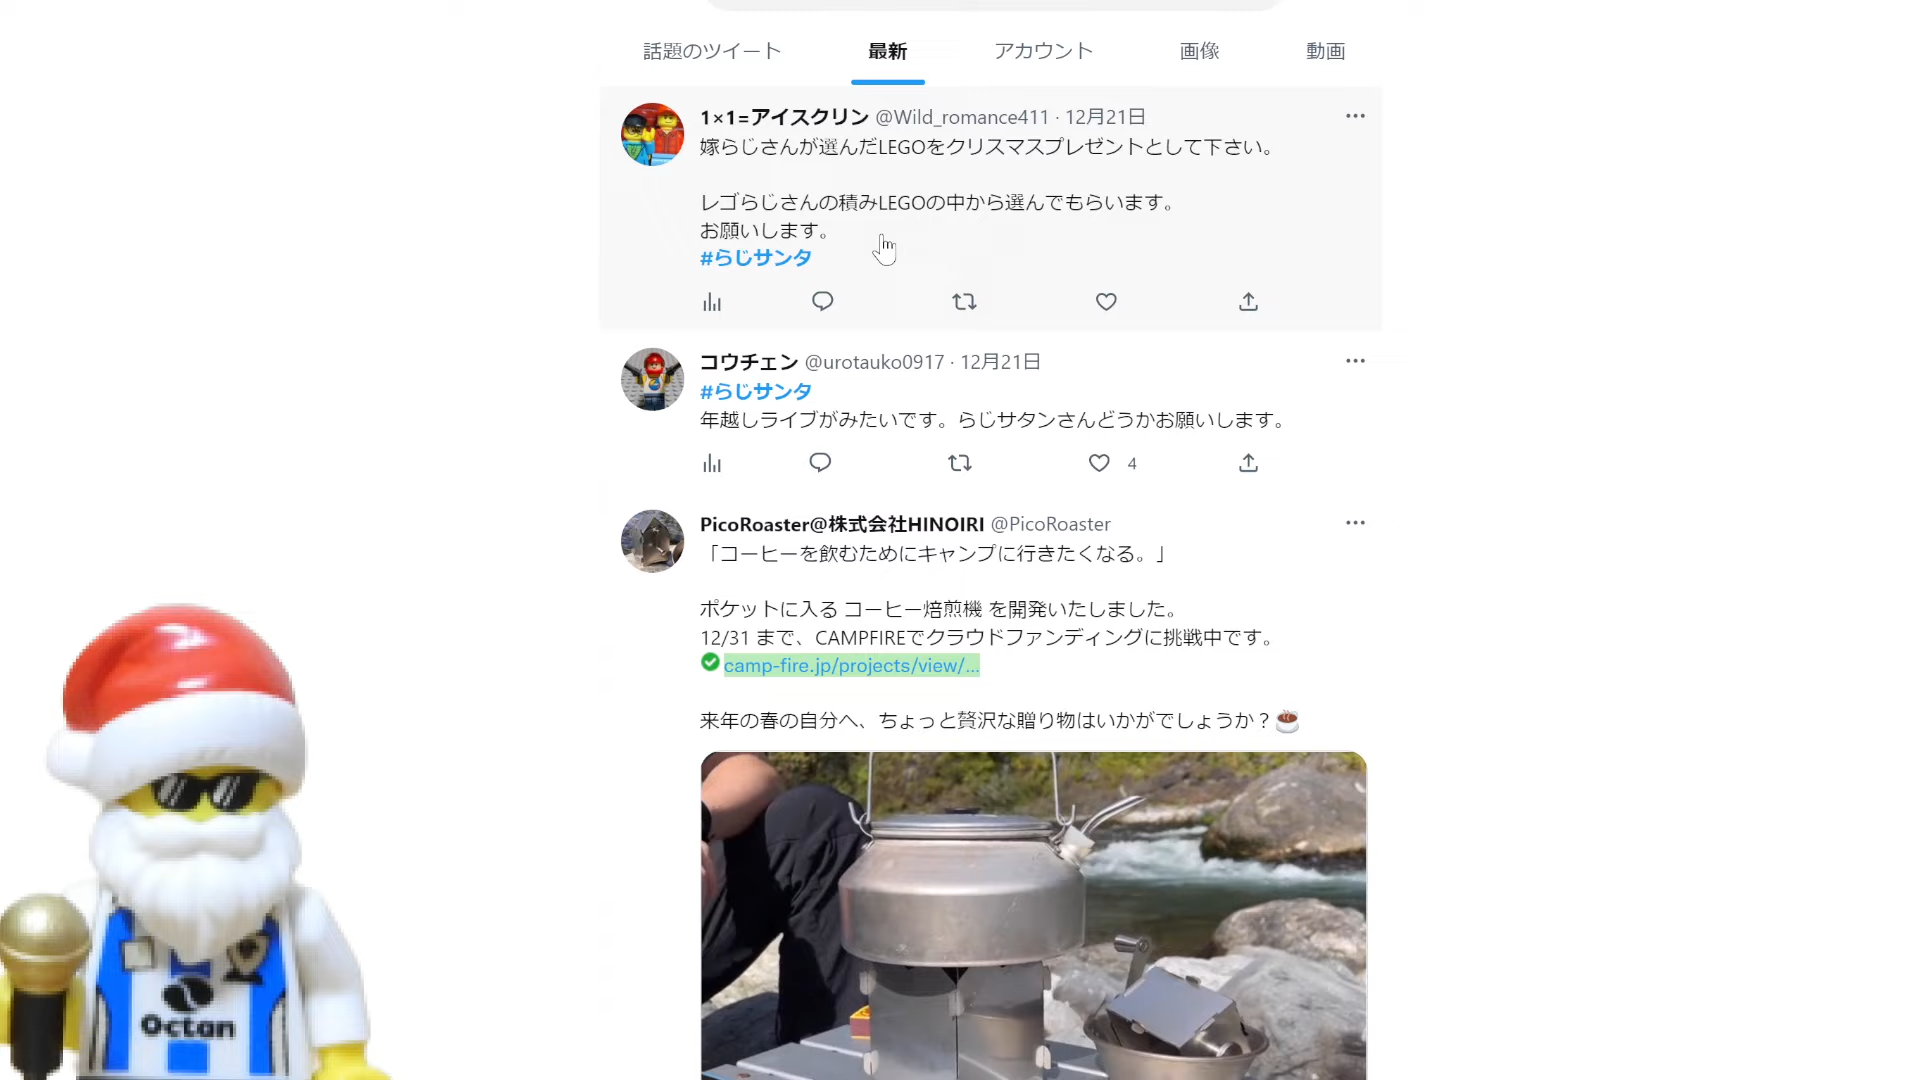 話題のツイート 最新 アカウント 画像 動画
1×1=アイスクリン @Wild_romance411 · 12月21日
嫁らじさんが選んだLEGOをクリスマスプレゼントとして下さい。
レゴらじさんの積みLEGOの中から選んでもらいます。
お願いします。
#らじサンタ
コウチェン @urotauko0917 · 12月21日
#らじサンタ
年越しライブがみたいです。らじサタンさんどうかお願いします。
4
PicoRoaster@株式会社HINOIRI @PicoRoaster
「コーヒーを飲むためにキャンプに行きたくなる。」
ポケットに入る コーヒー焙煎機 を開発いたしました。
12/31 まで、CAMPFIREでクラウドファンディングに挑戦中です。
camp-fire.jp/projects/view/...
来年の春の自分へ、ちょっと贅沢な贈り物はいかがでしょうか？
Octan